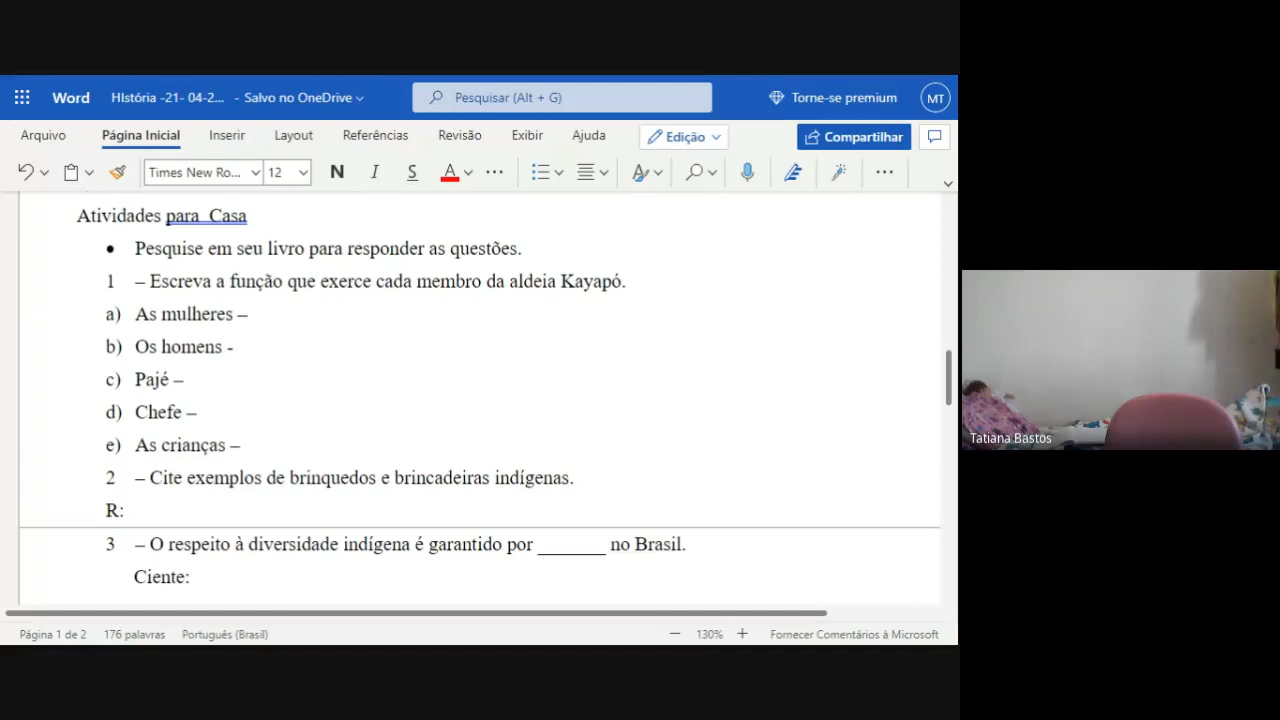 Word HIstória -21- 04-2... - Salvo no OneDrive Pesquisar (Alt + G) Torne-se premium MT
Arquivo Página Inicial Inserir Layout Referências Revisão Exibir Ajuda Edição Compartilhar
Times New Ro... 12 N I S A ...
Atividades para Casa
• Pesquise em seu livro para responder as questões.
1 – Escreva a função que exerce cada membro da aldeia Kayapó.
a) As mulheres –
b) Os homens -
c) Pajé –
d) Chefe –
e) As crianças –
2 – Cite exemplos de brinquedos e brincadeiras indígenas.
R:
3 – O respeito à diversidade indígena é garantido por _______ no Brasil.
Ciente:
Página 1 de 2 176 palavras Português (Brasil) 130% Fornecer Comentários à Microsoft
Tatiana Bastos